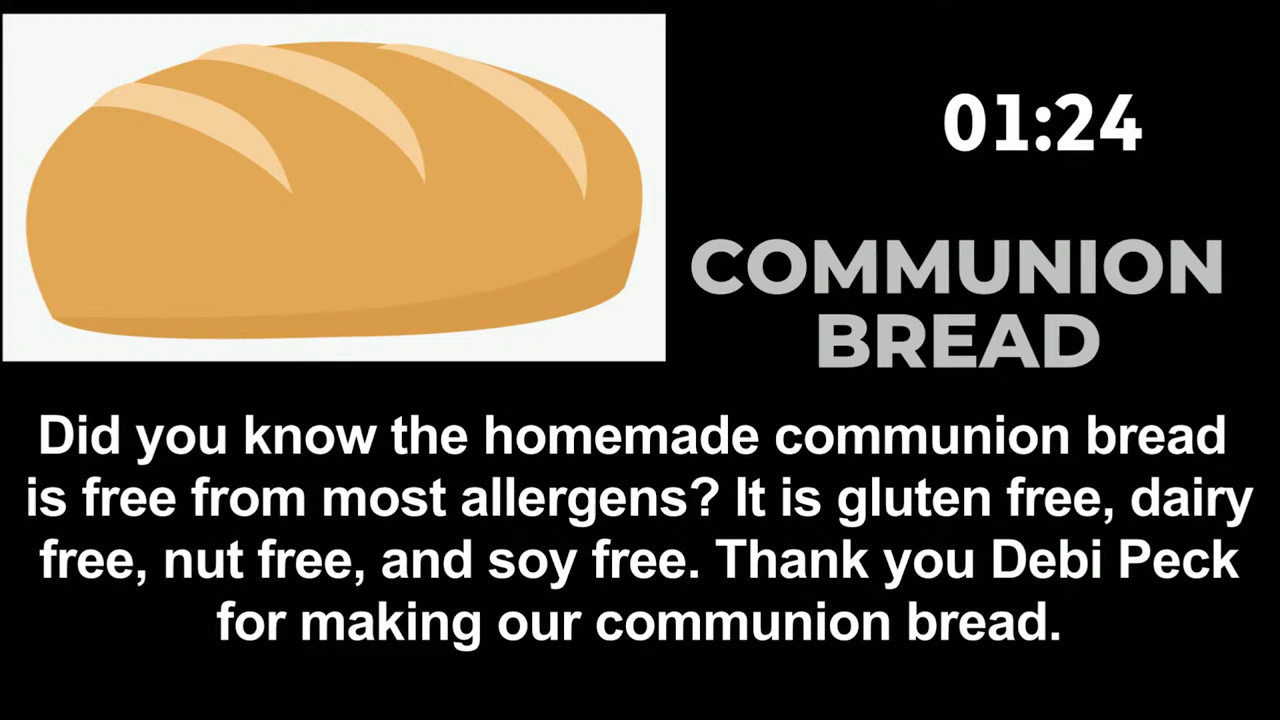 01:24
COMMUNION
BREAD
Did you know the homemade communion bread
is free from most allergens? It is gluten free, dairy
free, nut free, and soy free. Thank you Debi Peck
for making our communion bread.